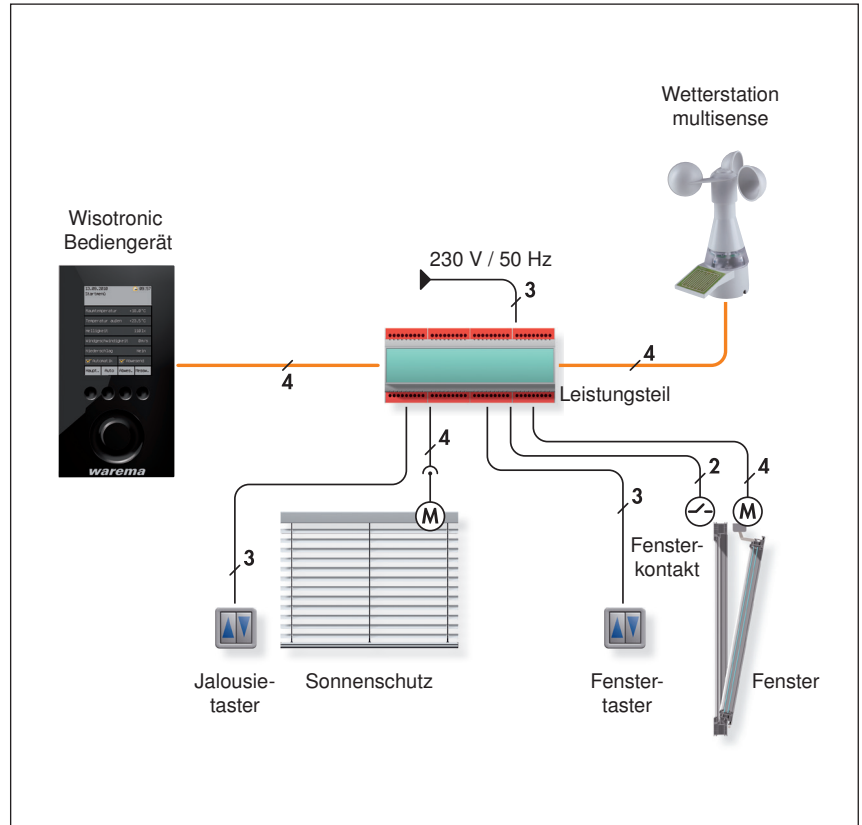 Wetterstation
multisense
Wisotronic
Bediengerät
230 V / 50 Hz
3
4
4
Leistungsteil
4
2
4
3
3
Fenster-
kontakt
warema
M
M
Jalousie-
taster
Sonnenschutz
Fenster-
taster
Fenster